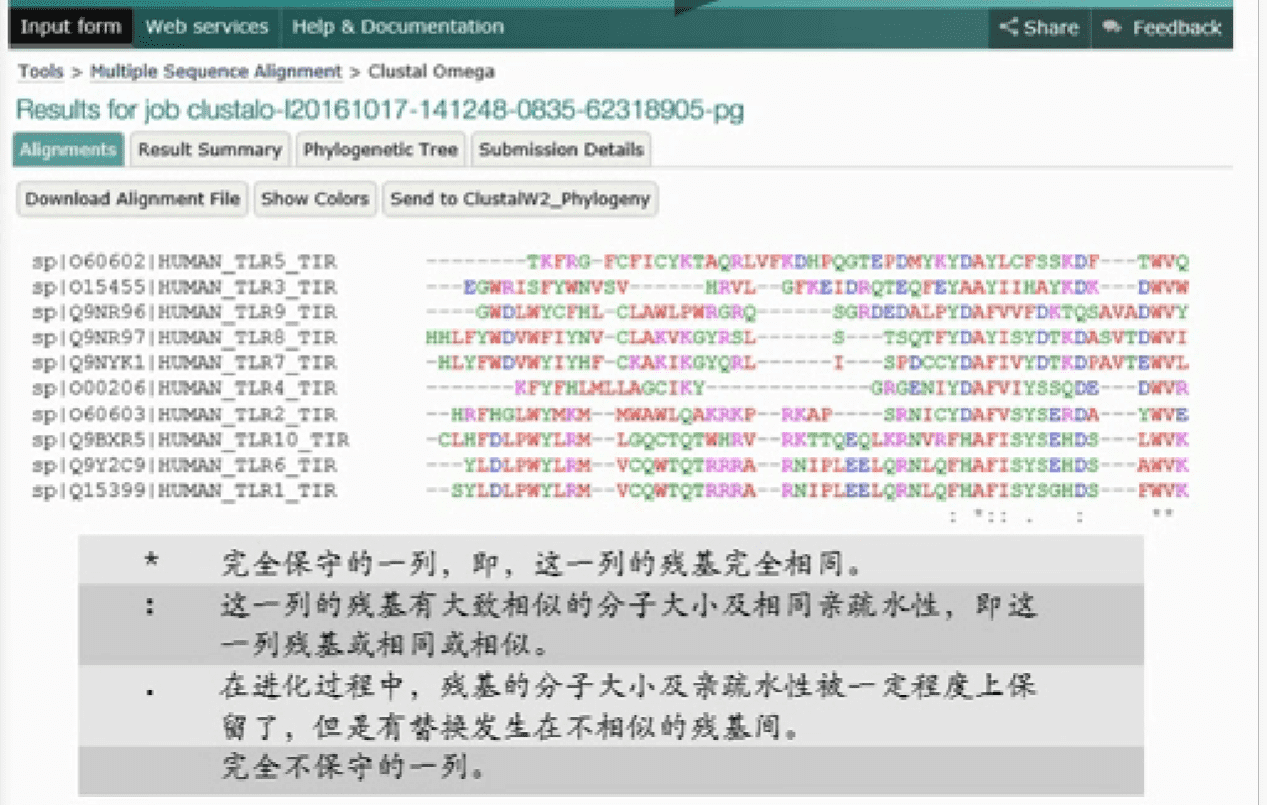 Input form Web services Help & Documentation Share Feedback
Tools > Multiple Sequence Alignment > Clustal Omega
Results for job clustalo-I20161017-141248-0835-62318905-pg
Alignments Result Summary Phylogenetic Tree Submission Details
Download Alignment File Show Colors Send to ClustalW2_Phylogeny
sp|O60602|HUMAN_TLR5_TIR --------TKFRG-FCFICYKTAQRLVFKDHPQGTEPDMYKYDAYLCFSSKDF---TWVQ
sp|O15455|HUMAN_TLR3_TIR ---EGWRISFYWNVSV------HRVL--GFKEIDRQTEQFEYAAYIIHAYKDK---DWVW
sp|Q9NR96|HUMAN_TLR9_TIR ----GWDLWYCFHL-CLAWLPWRGRQ------SGRDEDALPYDAFVVFDKTQSAVADWVY
sp|Q9NR97|HUMAN_TLR8_TIR HHLFYWDVWFIYNV-CLAKVKGYRSL------S---TSQTFYDAYISYDTKDASVTDWVI
sp|Q9NYK1|HUMAN_TLR7_TIR -HLYFWDVWYIYHF-CKAKIKGYQRL------I---SPDCCYDAFIVYDTKDPAVTEWVL
sp|O00206|HUMAN_TLR4_TIR -------KFYFHLMLLAGCIKY-------------GRGENIYDAFVIYSSQDE---DWVR
sp|O60603|HUMAN_TLR2_TIR --HRFHGLWYMKM--MWAWLQAKRKP--RKAP----SRNICYDAFVSYSERDA---YWVE
sp|Q9BXR5|HUMAN_TLR10_TIR -CLHFDLPWYLRM--LGQCTQTWHRV--RKTTQEQLKRNVRFHAFISYSEHDS---LWVK
sp|Q9Y2C9|HUMAN_TLR6_TIR ---YLDLPWYLRM--VCQWTQTRRRA--RNIPLEELQRNLQFHAFISYSEHDS---AWVK
sp|Q15399|HUMAN_TLR1_TIR --SYLDLPWYLRM--VCQWTQTRRRA--RNIPLEELQRNLQFHAFISYSGHDS---FWVK
: *:: . : **
* 完全保守的一列，即，这一列的残基完全相同。
: 这一列的残基有大致相似的分子大小及相同亲疏水性，即这
一列残基或相同或相似。
. 在进化过程中，残基的分子大小及亲疏水性被一定程度上保
留了，但是有替换发生在不相似的残基间。
完全不保守的一列。